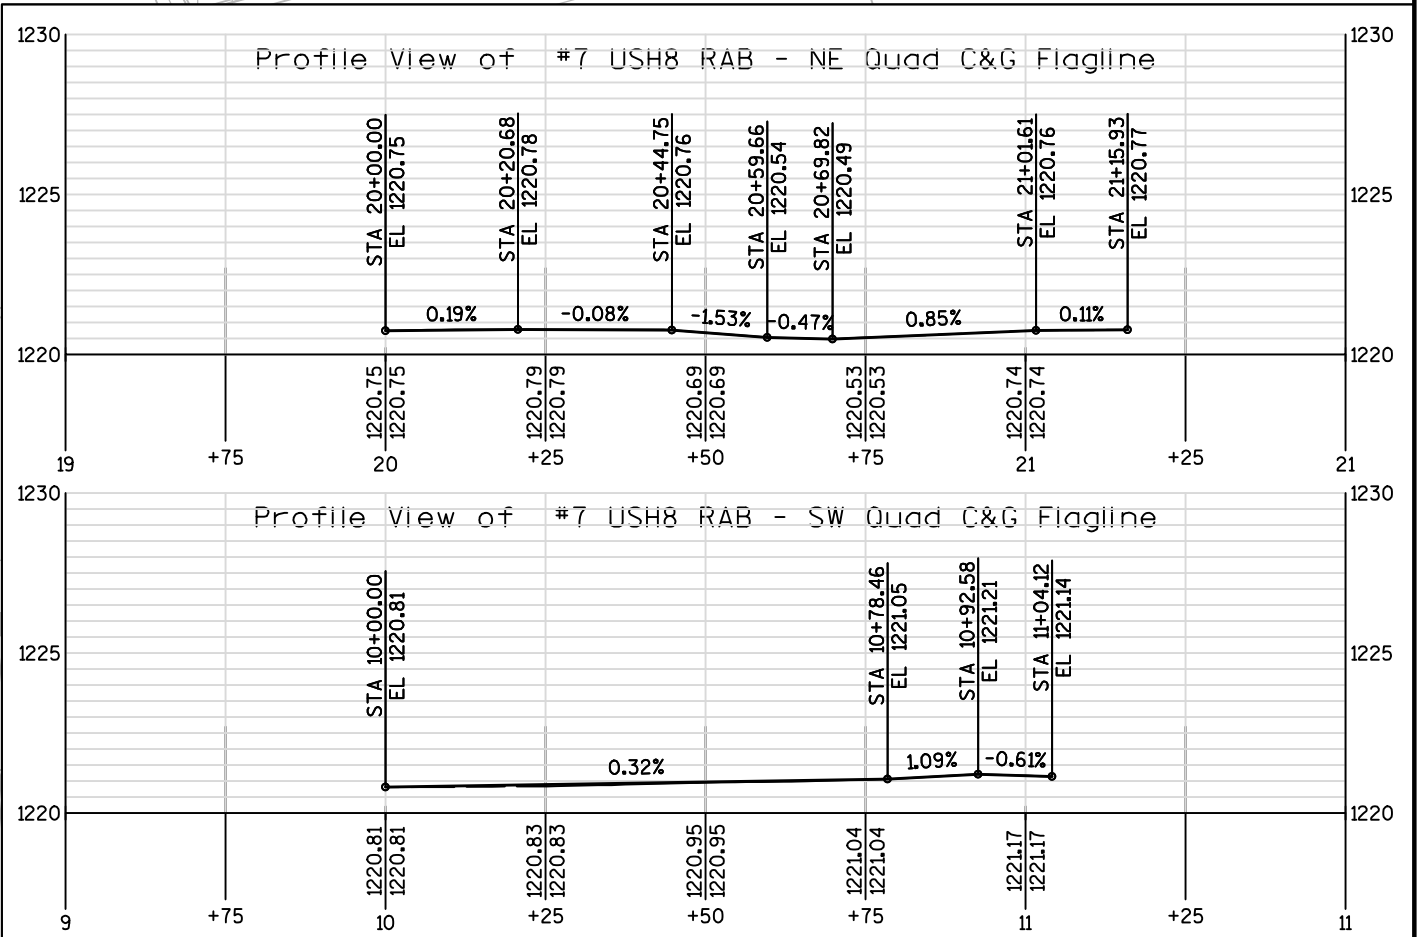 1230 1230
Profile View of #7 USH8 RAB - NE Quad C&G Flagline
STA 20+00.00
EL 1220.75
STA 20+20.68
EL 1220.78
STA 20+44.75
EL 1220.76
STA 20+59.66
EL 1220.54
STA 20+69.82
EL 1220.49
STA 21+01.61
EL 1220.76
STA 21+15.93
EL 1220.77
1225 1225
0.19% -0.08% -1.53% -0.47% 0.85% 0.11%
1220 1220
1220.75
1220.75
1220.79
1220.79
1220.69
1220.69
1220.53
1220.53
1220.74
1220.74
19 +75 20 +25 +50 +75 21 +25 21
1230 1230
Profile View of #7 USH8 RAB - SW Quad C&G Flagline
STA 10+00.00
EL 1220.81
STA 10+78.46
EL 1221.05
STA 10+92.58
EL 1221.21
STA 11+04.12
EL 1221.14
1225 1225
0.32% 1.09% -0.61%
1220 1220
1220.81
1220.81
1220.83
1220.83
1220.95
1220.95
1221.04
1221.04
1221.17
1221.17
9 +75 10 +25 +50 +75 11 +25 11